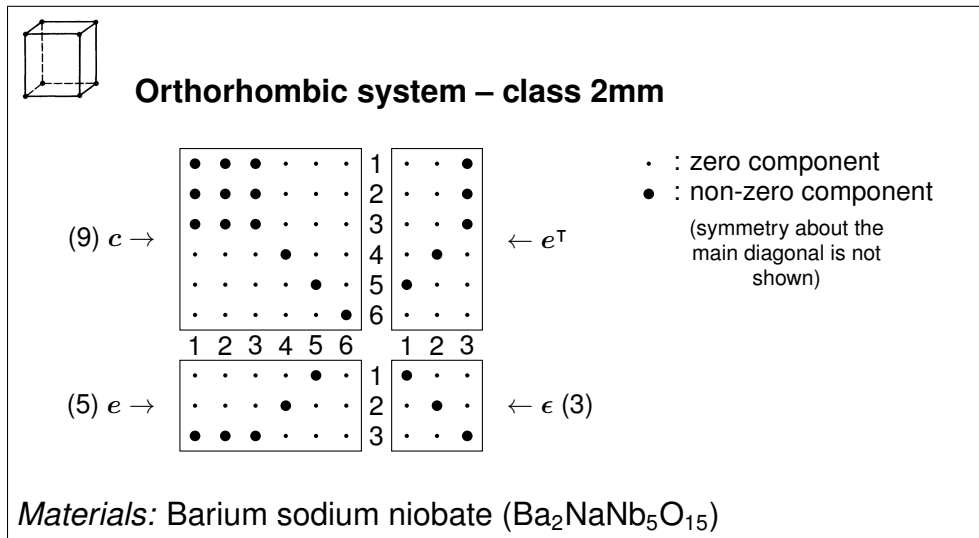 Orthorhombic system – class 2mm
1
2
3
4
5
6
(9) c →
← eᵀ
· : zero component
● : non-zero component
(symmetry about the
main diagonal is not
shown)
1 2 3 4 5 6 1 2 3
1
2
3
(5) e →
← ϵ (3)
Materials: Barium sodium niobate (Ba₂NaNb₅O₁₅)